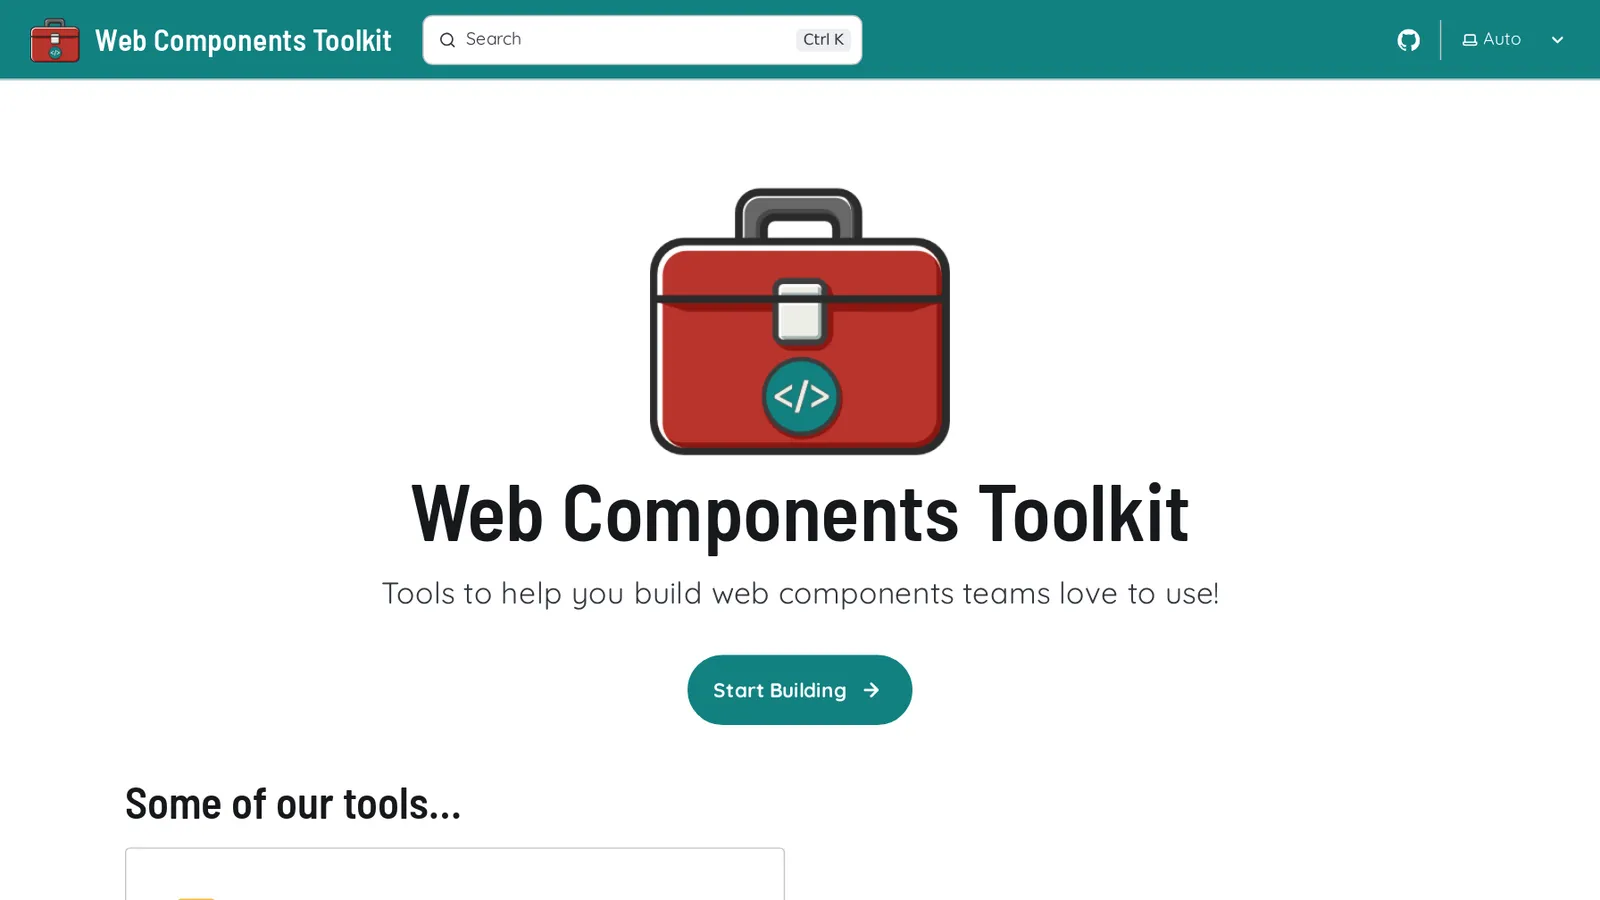 Web Components Toolkit
Search
Ctrl K
Auto
</>
Web Components Toolkit
Tools to help you build web components teams love to use!
Start Building
Some of our tools...